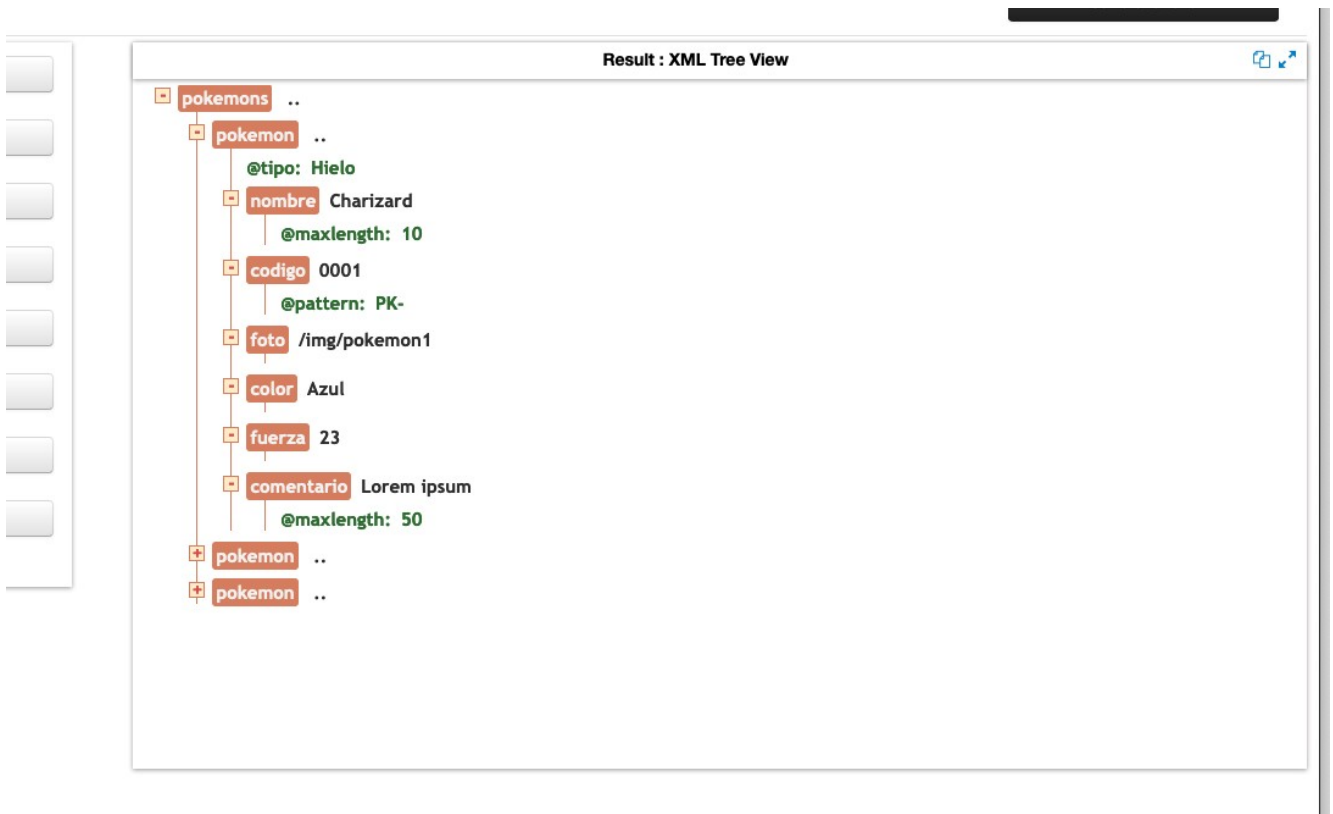 Result : XML Tree View
pokemons ..
pokemon ..
@tipo: Hielo
nombre Charizard
@maxlength: 10
codigo 0001
@pattern: PK-
foto /img/pokemon1
color Azul
fuerza 23
comentario Lorem ipsum
@maxlength: 50
pokemon ..
pokemon ..